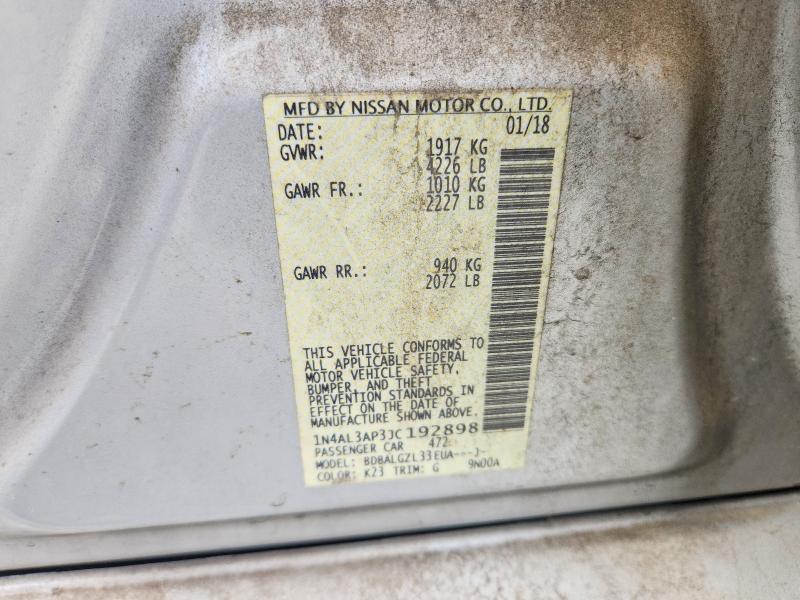 MFD BY NISSAN MOTOR CO., LTD.
DATE: 01/18
GVWR: 1917 KG
4226 LB
GAWR FR.: 1010 KG
2227 LB
GAWR RR.: 940 KG
2072 LB
THIS VEHICLE CONFORMS TO
ALL APPLICABLE FEDERAL
MOTOR VEHICLE SAFETY,
BUMPER, AND THEFT
PREVENTION STANDARDS IN
EFFECT ON THE DATE OF
MANUFACTURE SHOWN ABOVE.
1N4AL3AP3JC192898
PASSENGER CAR 472
MODEL: BDBALGZL33EUA---J-
COLOR: K23 TRIM: G 9N00A